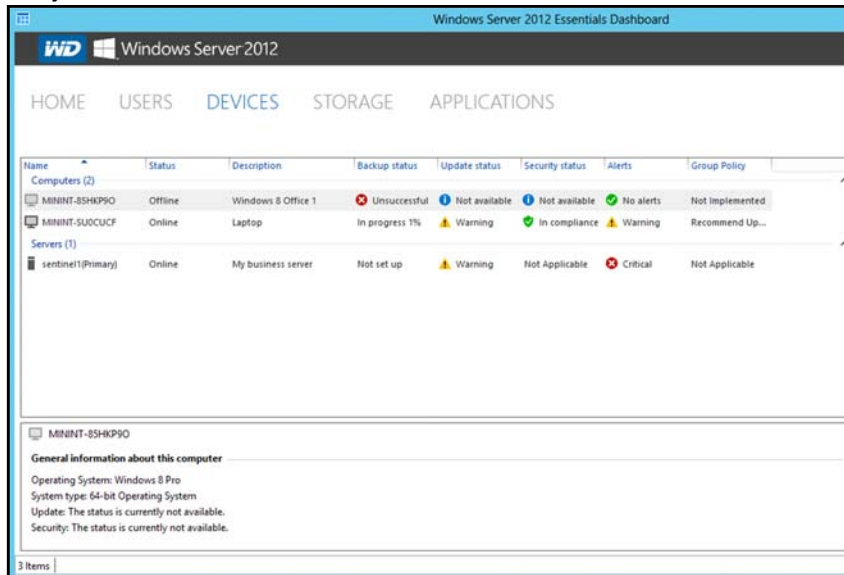 Windows Server 2012 Essentials Dashboard
WD Windows Server 2012
HOME USERS DEVICES STORAGE APPLICATIONS
Name Status Description Backup status Update status Security status Alerts Group Policy
Computers (2)
MININT-85HKP9O Offline Windows 8 Office 1 Unsuccessful Not available Not available No alerts Not Implemented
MININT-SU0CUCF Online Laptop In progress 1% Warning In compliance Warning Recommend Up...
Servers (1)
sentinel1(Primary) Online My business server Not set up Warning Not Applicable Critical Not Applicable
MININT-85HKP9O
General information about this computer
Operating System: Windows 8 Pro
System type: 64-bit Operating System
Update: The status is currently not available.
Security: The status is currently not available.
3 Items